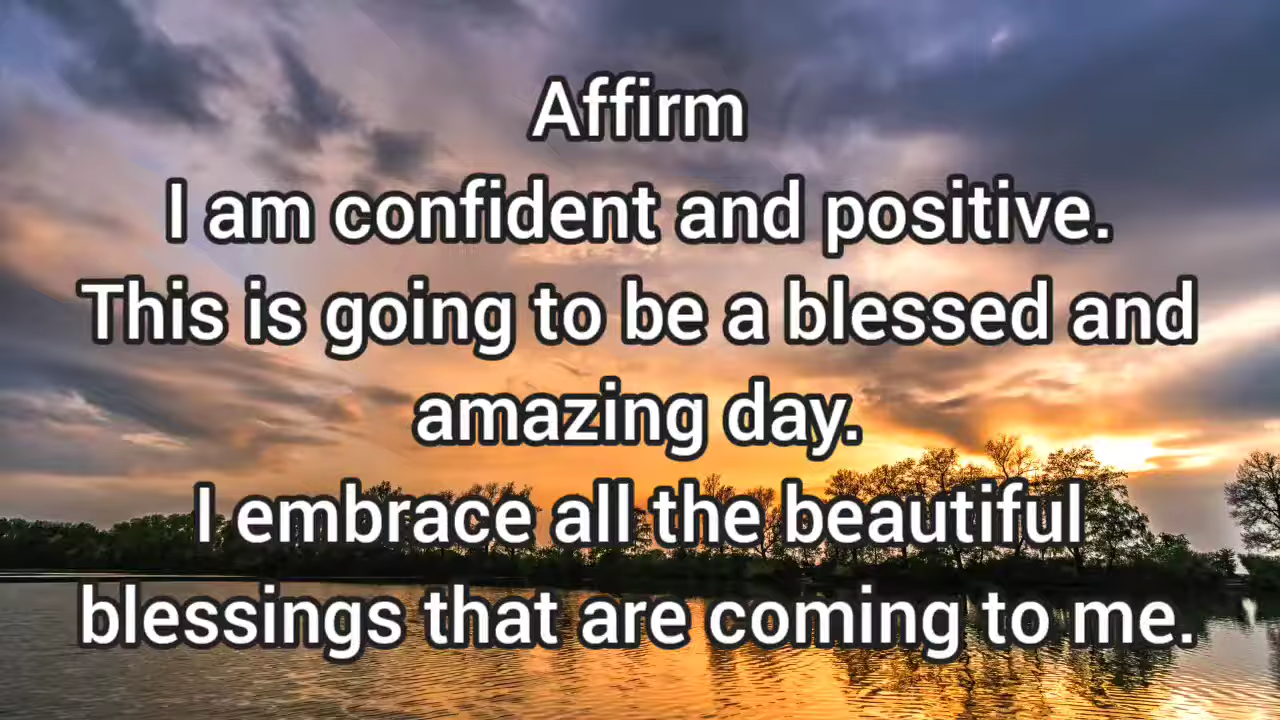 Affirm
I am confident and positive.
This is going to be a blessed and
amazing day.
I embrace all the beautiful
blessings that are coming to me.